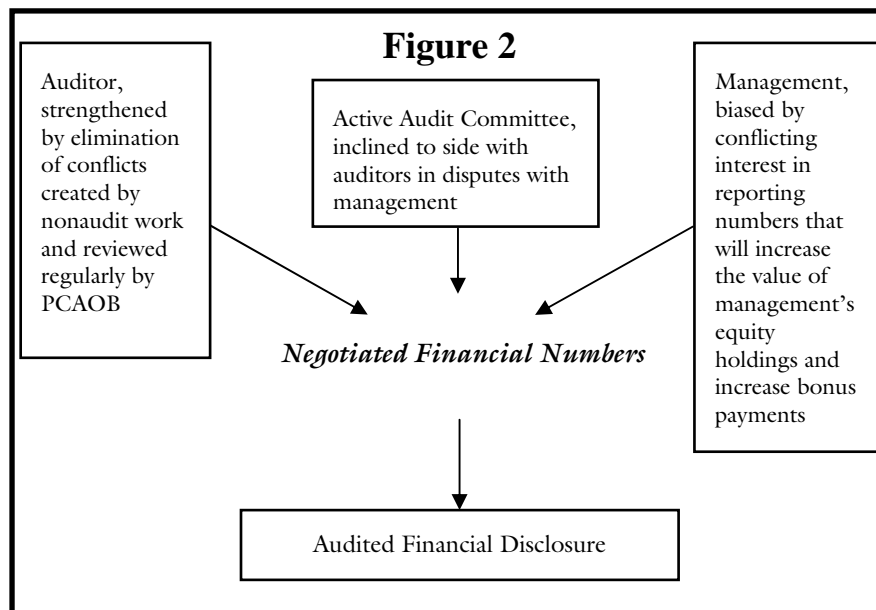 Figure 2
Auditor,
strengthened
by elimination
of conflicts
created by
nonaudit work
and reviewed
regularly by
PCAOB
Active Audit Committee,
inclined to side with
auditors in disputes with
management
Management,
biased by
conflicting
interest in
reporting
numbers that
will increase
the value of
management’s
equity
holdings and
increase bonus
payments
Negotiated Financial Numbers
Audited Financial Disclosure